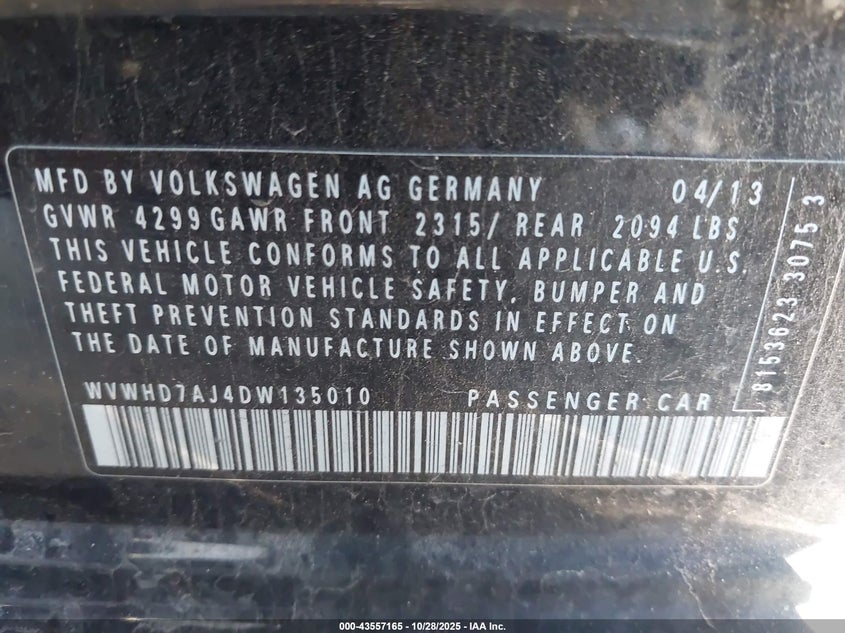 MFD BY VOLKSWAGEN AG GERMANY 04/13
GVWR 4299 GAWR FRONT 2315/ REAR 2094 LBS
THIS VEHICLE CONFORMS TO ALL APPLICABLE U.S.
FEDERAL MOTOR VEHICLE SAFETY, BUMPER AND
THEFT PREVENTION STANDARDS IN EFFECT ON
THE DATE OF MANUFACTURE SHOWN ABOVE.
WVWHD7AJ4DW135010 PASSENGER CAR
8153623 3075 3
000-43557165 | 10/28/2025 | IAA Inc.